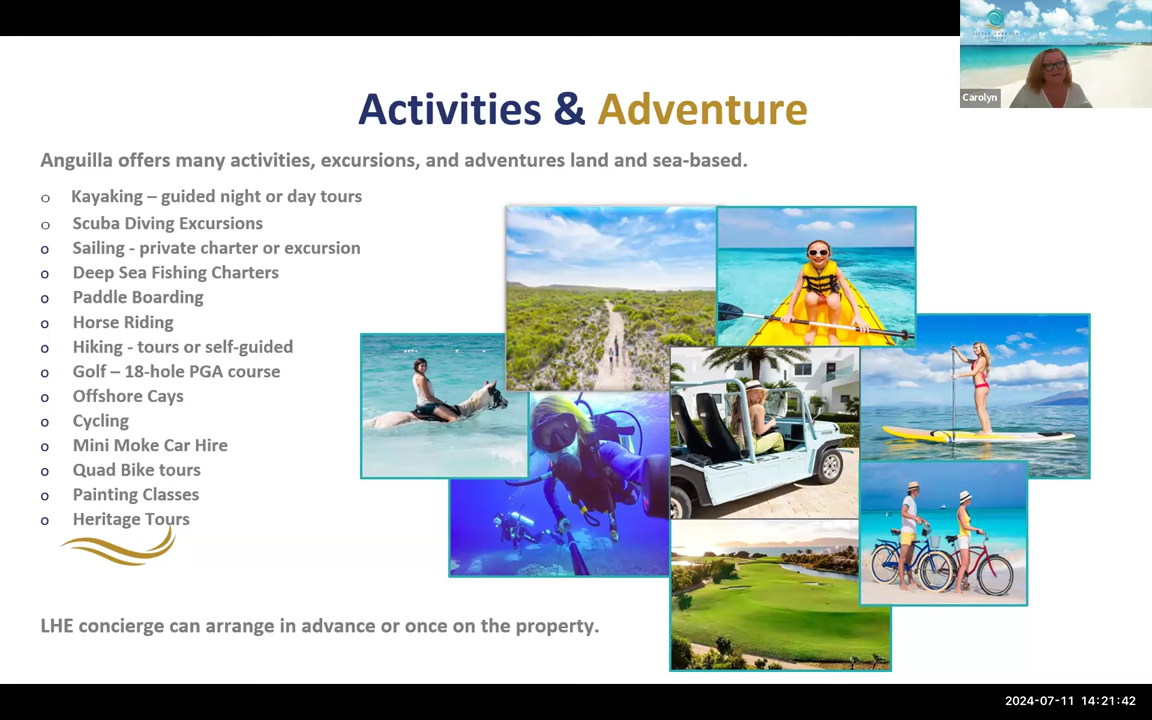 Activities & Adventure
Carolyn
Anguilla offers many activities, excursions, and adventures land and sea-based.
o Kayaking – guided night or day tours
o Scuba Diving Excursions
o Sailing - private charter or excursion
o Deep Sea Fishing Charters
o Paddle Boarding
o Horse Riding
o Hiking - tours or self-guided
o Golf – 18-hole PGA course
o Offshore Cays
o Cycling
o Mini Moke Car Hire
o Quad Bike tours
o Painting Classes
o Heritage Tours
LHE concierge can arrange in advance or once on the property.
2024-07-11 14:21:42